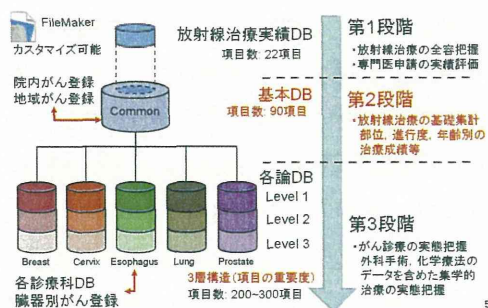 FileMaker
カスタマイズ可能
放射線治療実績DB
項目数: 22項目
第1段階
・放射線治療の全容把握
・専門医申請の実績評価
院内がん登録
地域がん登録
Common
基本DB
項目数: 90項目
第2段階
・放射線治療の基礎集計
部位、進行度、年齢別の
治療成績等
各論DB
Level 1
Level 2
Level 3
Breast
Cervix
Esophagus
Lung
Prostate
第3段階
・がん診療の実態把握
外科手術、化学療法の
データを含めた集学的
治療の実態把握
各診療科DB
臓器別がん登録
3層構造(項目の重要度)
項目数: 200~300項目
5